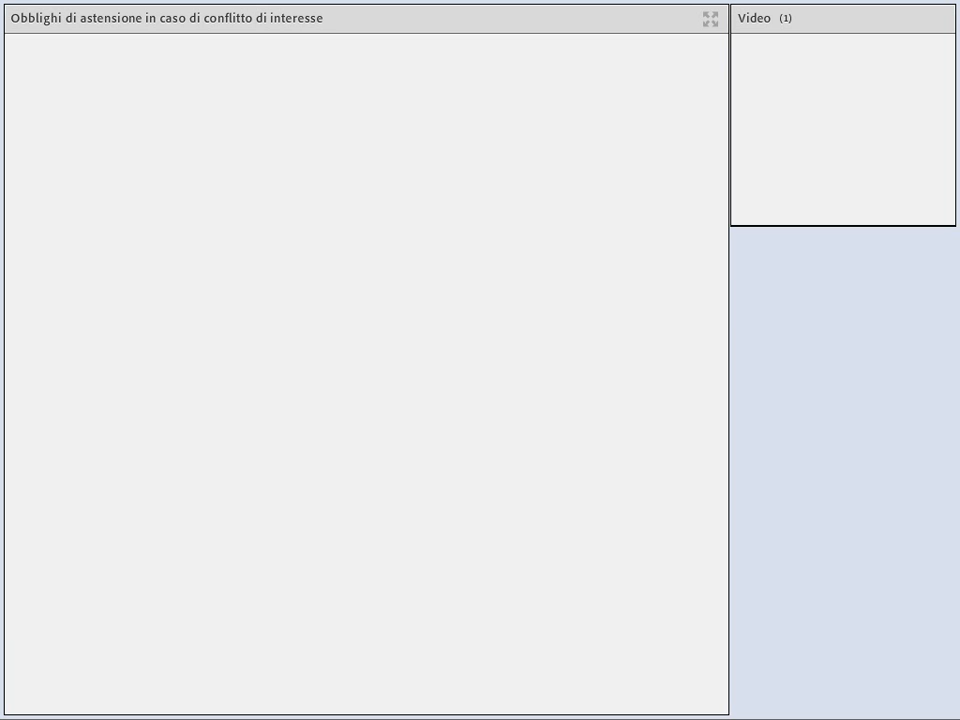 Obblighi di astensione in caso di conflitto di interesse
Video (1)